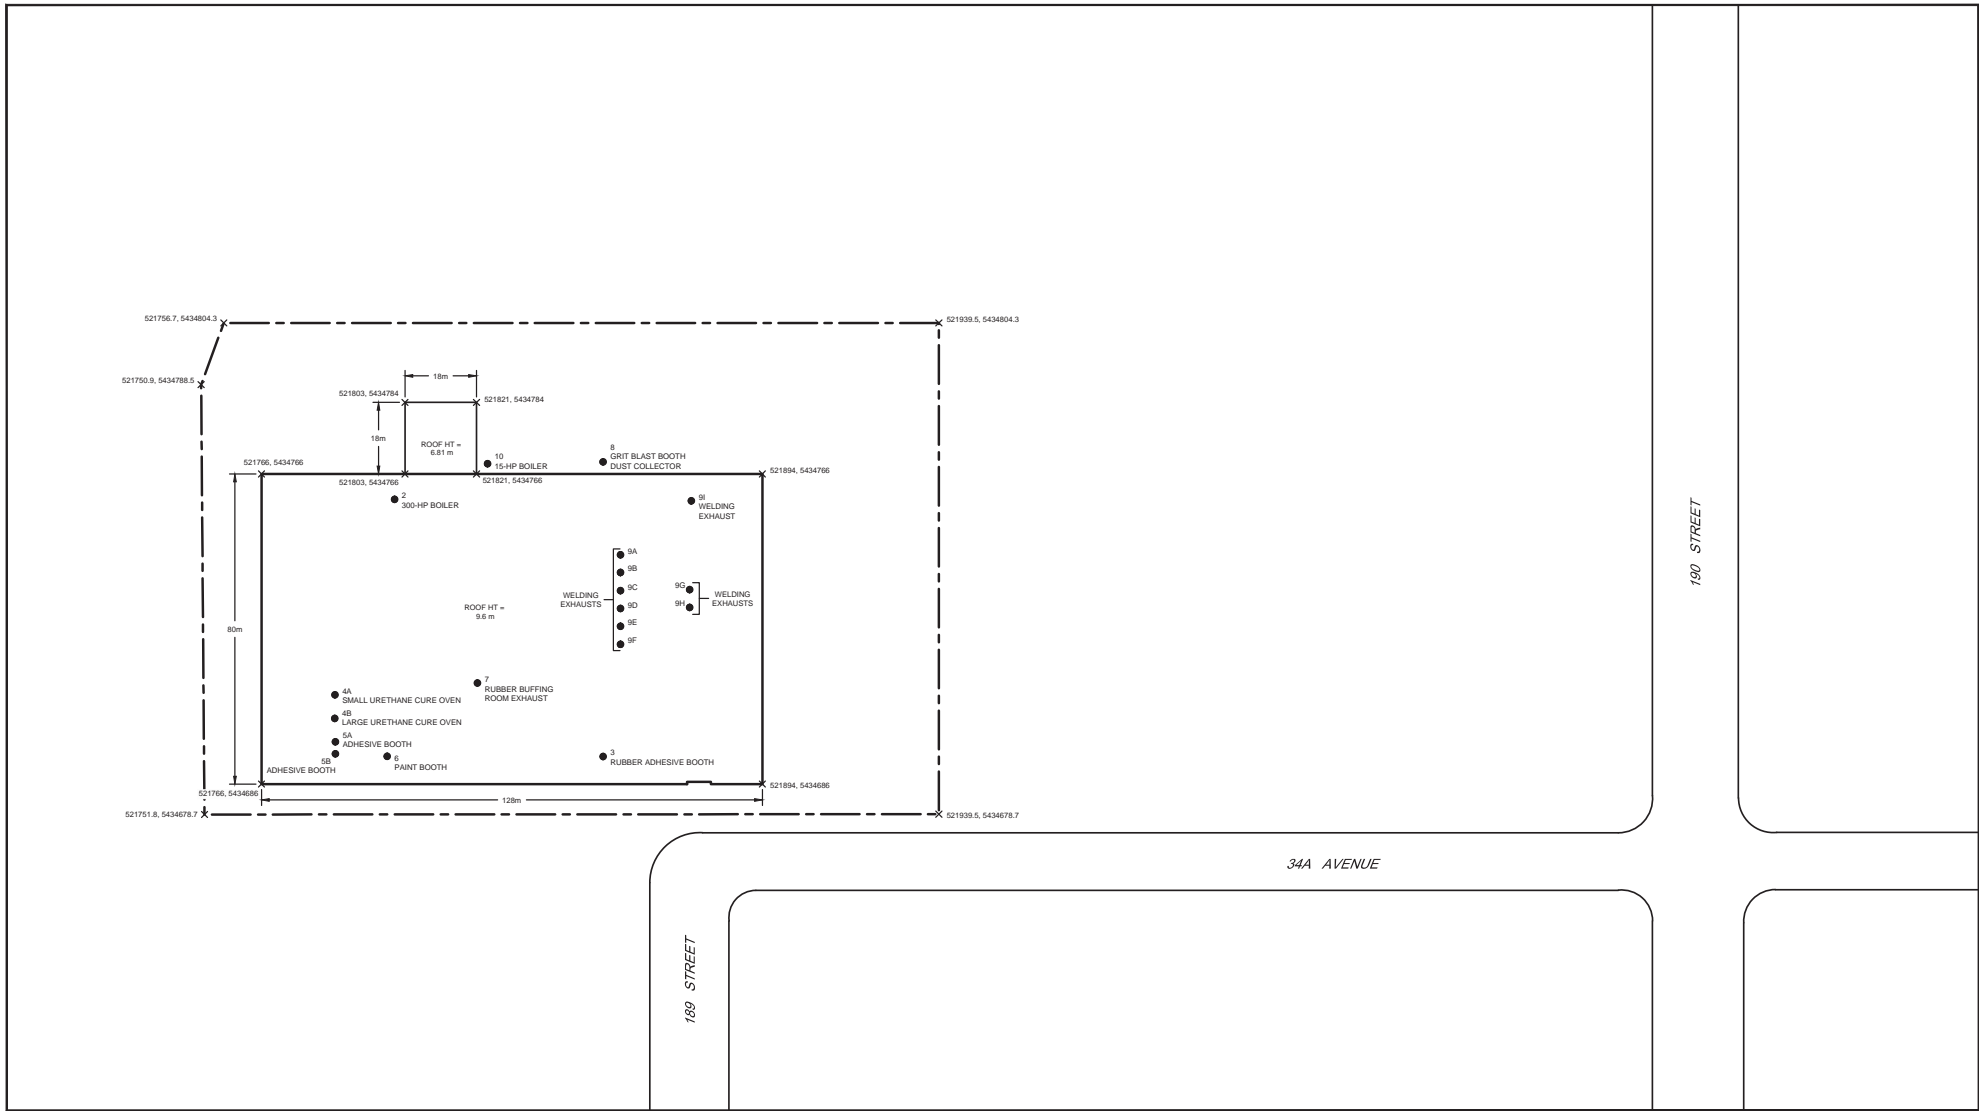 521756.7, 5434804.3
521939.5, 5434804.3
521750.9, 5434788.5
18m
521803, 5434784
521821, 5434784
18m
ROOF HT =
6.81 m
521766, 5434766
10
15-HP BOILER
8
GRIT BLAST BOOTH
DUST COLLECTOR
521894, 5434766
521803, 5434766
521821, 5434766
2
300-HP BOILER
9I
WELDING
EXHAUST
9A
9B
9C
9D
9E
9F
WELDING
EXHAUSTS
9G
9H
WELDING
EXHAUSTS
ROOF HT =
9.6 m
80m
7
RUBBER BUFFING
ROOM EXHAUST
4A
SMALL URETHANE CURE OVEN
4B
LARGE URETHANE CURE OVEN
5A
ADHESIVE BOOTH
5B
ADHESIVE BOOTH
6
PAINT BOOTH
3
RUBBER ADHESIVE BOOTH
521766, 5434686
521894, 5434686
128m
521751.8, 5434678.7
521939.5, 5434678.7
190 STREET
34A AVENUE
189 STREET